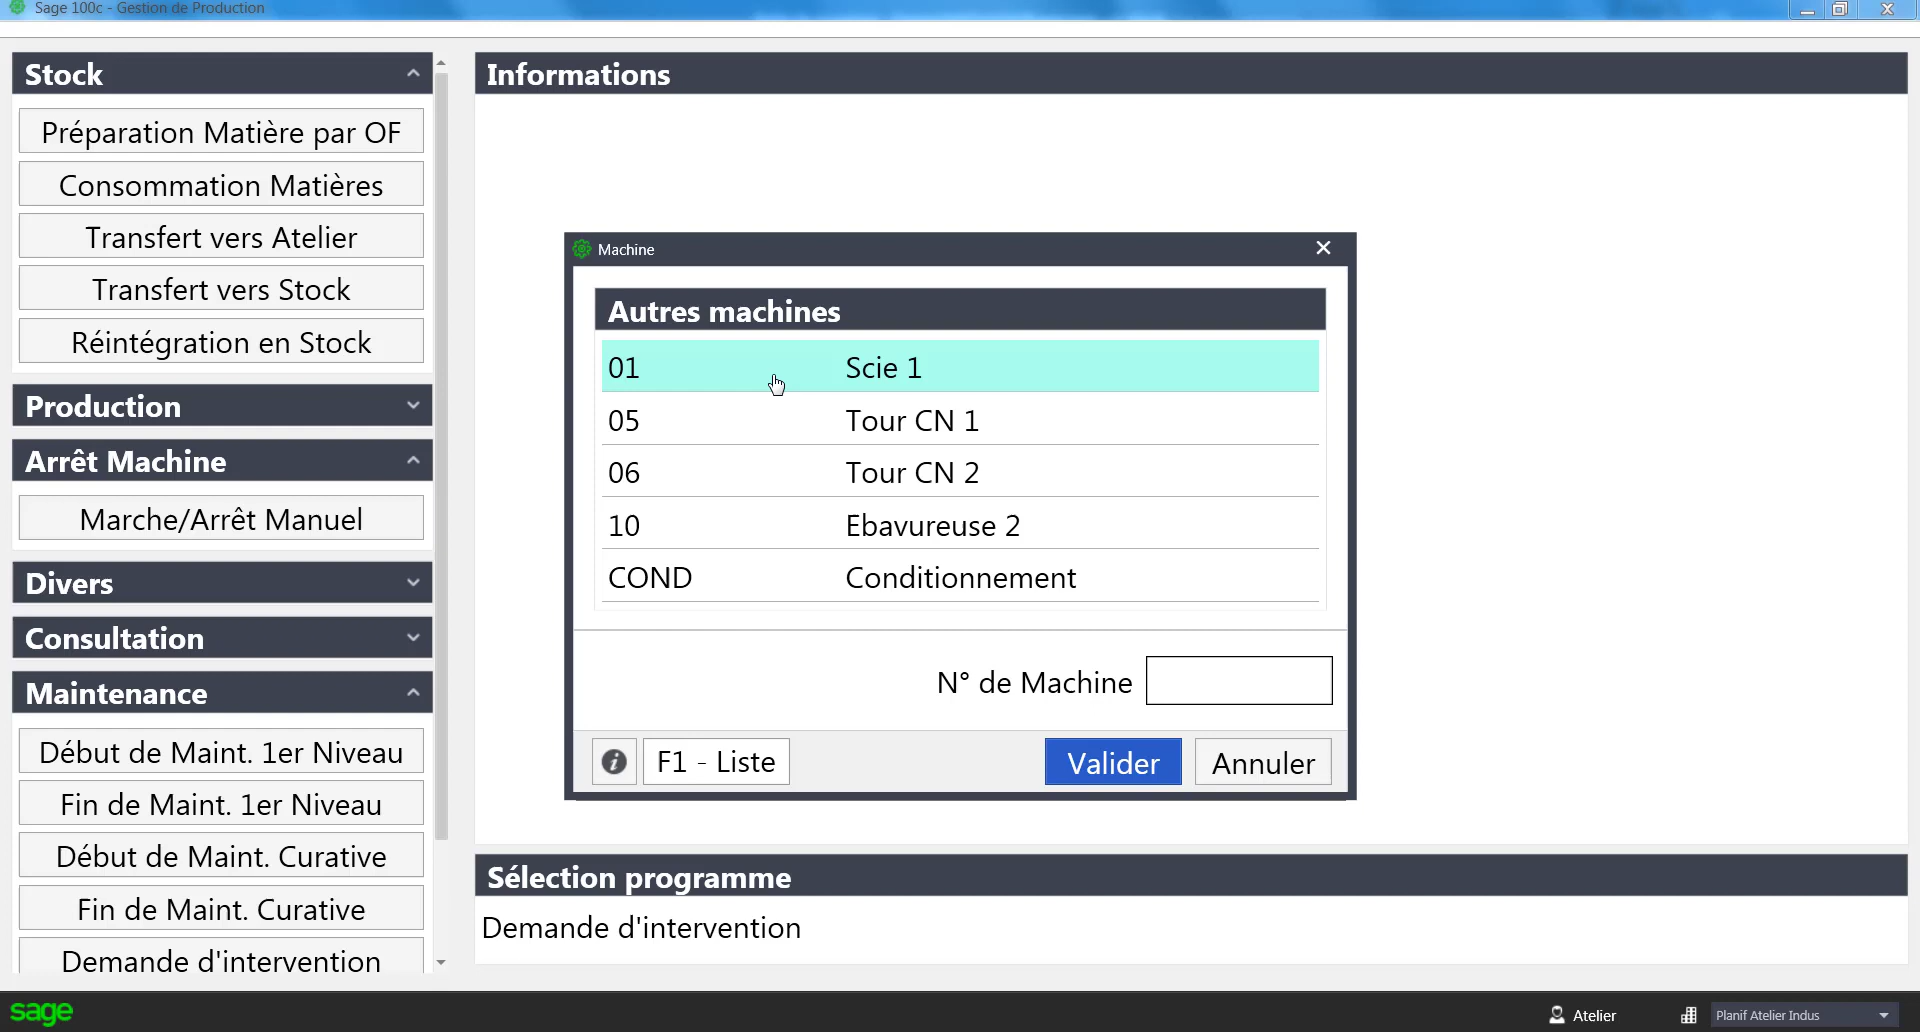 Sage 100c - Gestion de Production
Stock
Préparation Matière par OF
Consommation Matières
Transfert vers Atelier
Transfert vers Stock
Réintégration en Stock
Production
Arrêt Machine
Marche/Arrêt Manuel
Divers
Consultation
Maintenance
Début de Maint. 1er Niveau
Fin de Maint. 1er Niveau
Début de Maint. Curative
Fin de Maint. Curative
Demande d'intervention
Informations
Machine
Autres machines
01 Scie 1
05 Tour CN 1
06 Tour CN 2
10 Ebavureuse 2
COND Conditionnement
N° de Machine
F1 - Liste Valider Annuler
Sélection programme
Demande d'intervention
sage Atelier Planif Atelier Indus